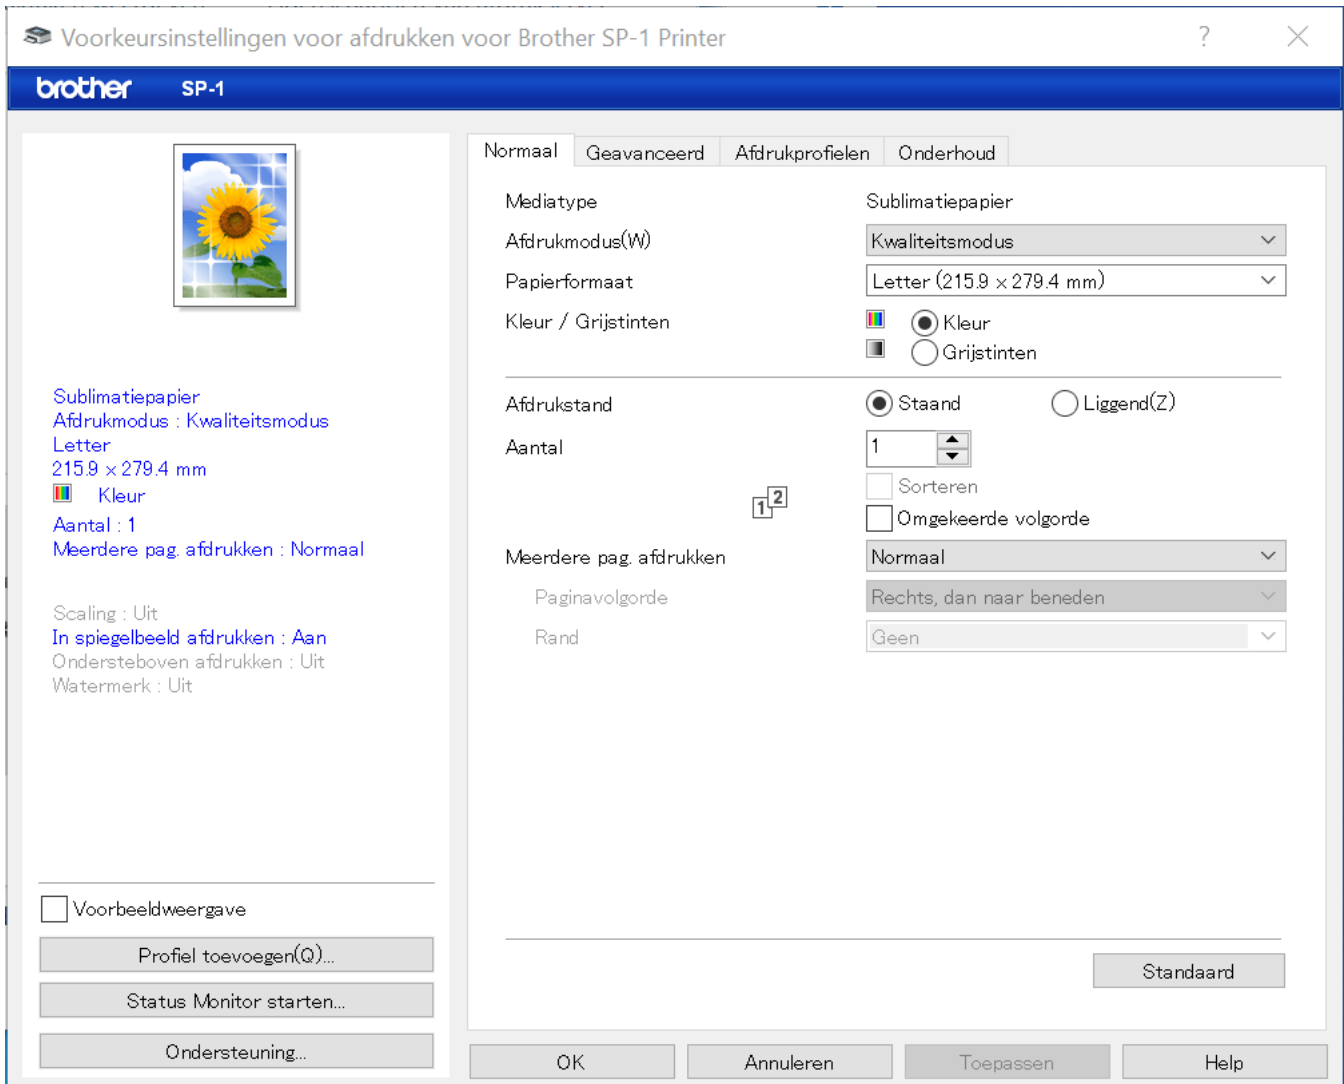 Voorkeursinstellingen voor afdrukken voor Brother SP-1 Printer
brother SP-1
Sublimatiepapier
Afdrukmodus : Kwaliteitsmodus
Letter
215.9 × 279.4 mm
Kleur
Aantal : 1
Meerdere pag. afdrukken : Normaal
Scaling : Uit
In spiegelbeeld afdrukken : Aan
Ondersteboven afdrukken : Uit
Watermerk : Uit
Voorbeeldweergave
Profiel toevoegen(Q)...
Status Monitor starten...
Ondersteuning...
Normaal Geavanceerd Afdrukprofielen Onderhoud
Mediatype Sublimatiepapier
Afdrukmodus(W) Kwaliteitsmodus
Papierformaat Letter (215.9 × 279.4 mm)
Kleur / Grijstinten Kleur
Grijstinten
Afdrukstand Staand Liggend(Z)
Aantal 1
Sorteren
1 2
Omgekeerde volgorde
Meerdere pag. afdrukken Normaal
Paginavolgorde Rechts, dan naar beneden
Rand Geen
Standaard
OK Annuleren Toepassen Help